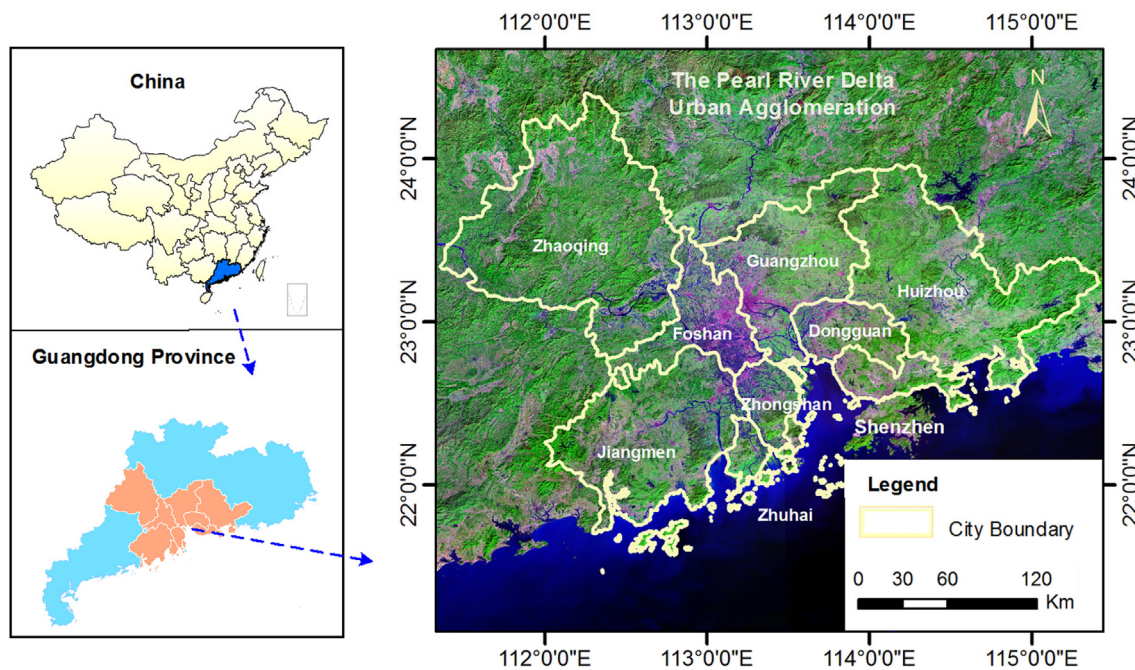 China
Guangdong Province
112°0'0"E
113°0'0"E
114°0'0"E
115°0'0"E
The Pearl River Delta
Urban Agglomeration
N
24°0'0"N
24°0'0"N
Zhaoqing
Guangzhou
Huizhou
23°0'0"N
23°0'0"N
Foshan
Dongguan
Zhongshan
Shenzhen
Jiangmen
22°0'0"N
22°0'0"N
Zhuhai
Legend
City Boundary
0 30 60 120
Km
112°0'0"E
113°0'0"E
114°0'0"E
115°0'0"E